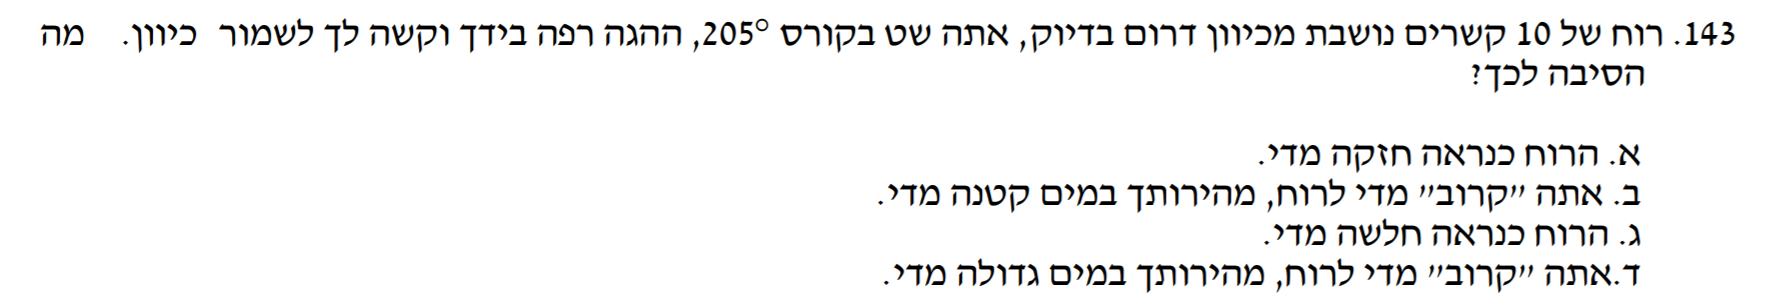 143. רוח של 10 קשרים נושבת מכיוון דרום בדיוק, אתה שט בקורס 205°, ההגה רפה בידך וקשה לך לשמור כיוון. מה
הסיבה לכך?
א. הרוח כנראה חזקה מדי.
ב. אתה ״קרוב״ מדי לרוח, מהירותך במים קטנה מדי.
ג. הרוח כנראה חלשה מדי.
ד.אתה ״קרוב״ מדי לרוח, מהירותך במים גדולה מדי.